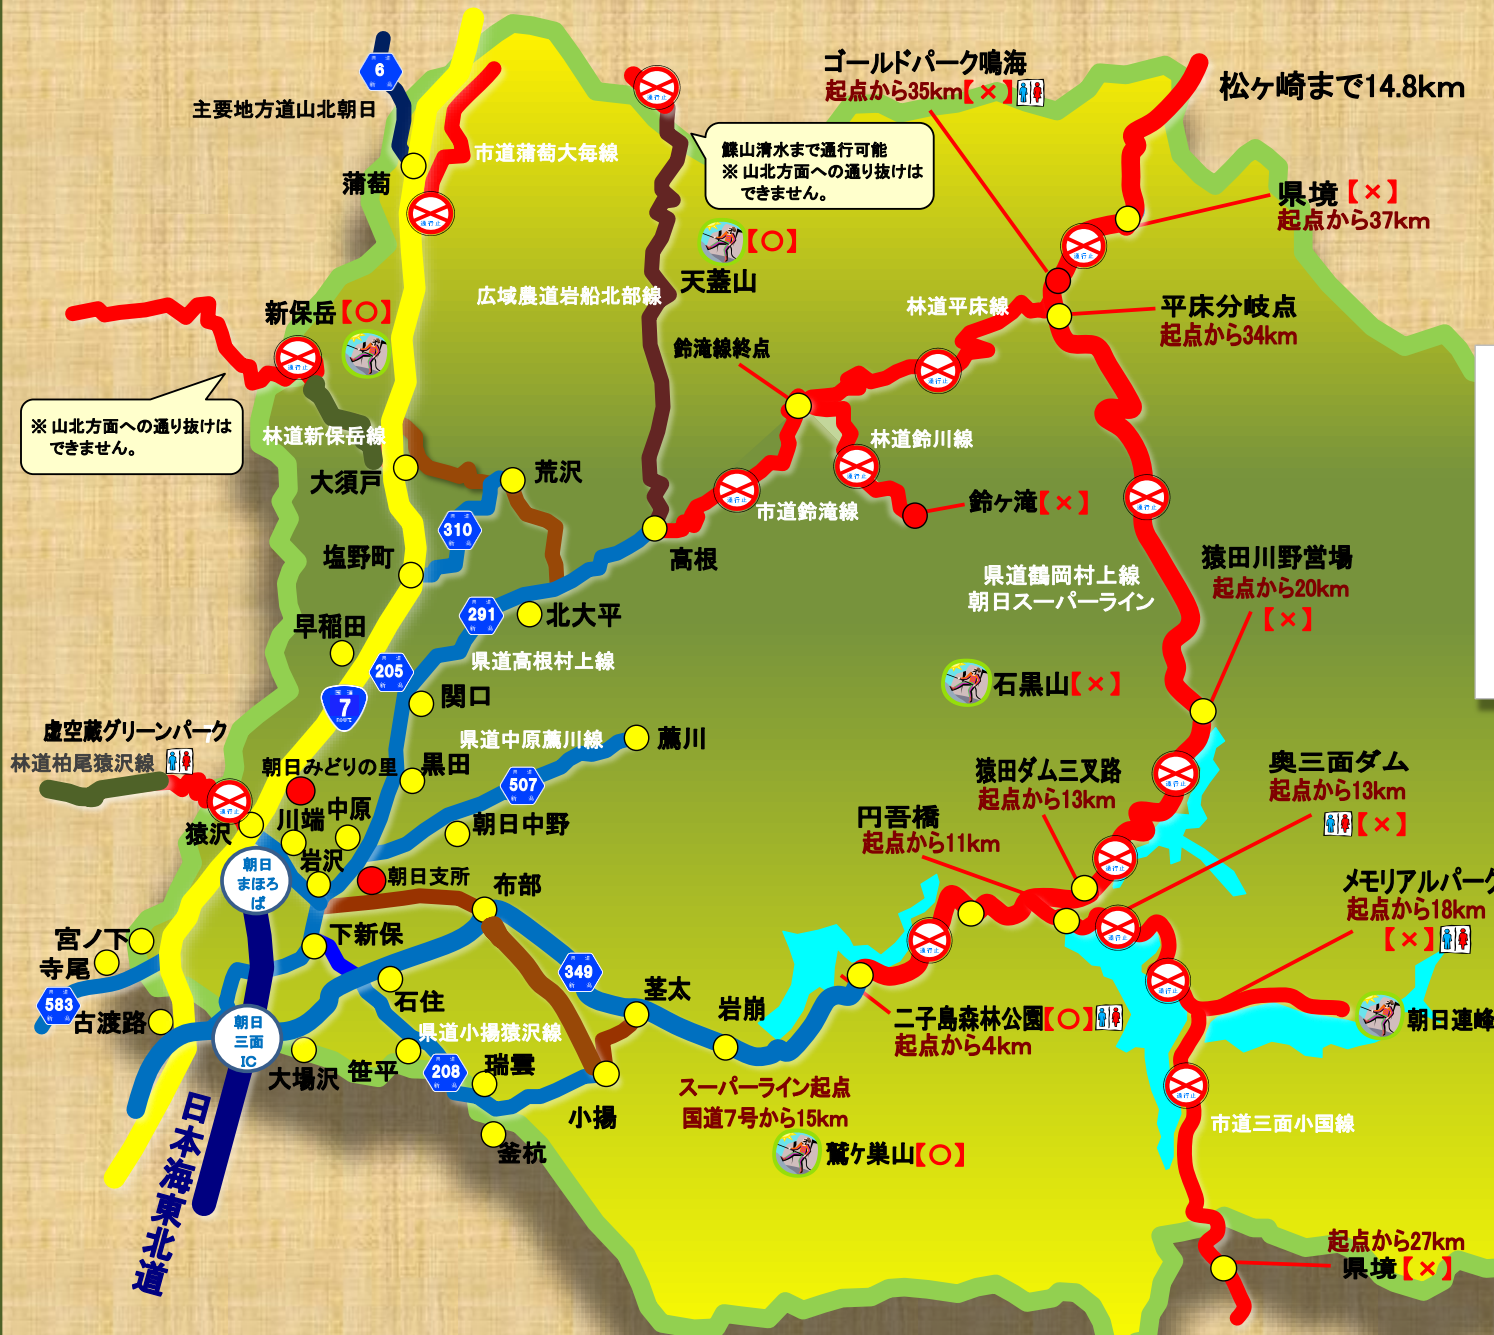 ゴールドパーク鳴海
起点から35km【×】
松ヶ崎まで14.8km
県道
6
新潟
主要地方道山北朝日
市道蒲萄大毎線
蒲萄
鰈山清水まで通行可能
※ 山北方面への通り抜けは
できません。
県境【×】
起点から37km
【○】
天蓋山
広域農道岩船北部線
新保岳【○】
林道平床線
平床分岐点
起点から34km
鈴滝線終点
※ 山北方面への通り抜けは
できません。
林道新保岳線
大須戸
荒沢
林道鈴川線
市道鈴滝線
鈴ヶ滝【×】
310
塩野町
高根
県道鶴岡村上線
朝日スーパーライン
猿田川野営場
起点から20km
【×】
291
北大平
早稲田
県道高根村上線
205
関口
国道
7
ROUTE
石黒山【×】
虚空蔵グリーンパーク
林道柏尾猿沢線
朝日みどりの里
黒田
県道中原薦川線
薦川
507
猿沢
川端
中原
朝日中野
岩沢
朝日
まほろ
ば
朝日支所
布部
猿田ダム三叉路
起点から13km
奥三面ダム
起点から13km
【×】
円吾橋
起点から11km
メモリアルパーク
起点から18km
【×】
宮ノ下
寺尾
583
古渡路
下新保
石住
349
茎太
岩崩
二子島森林公園【○】
起点から4km
朝日連峰
朝日
三面
IC
大場沢
笹平
県道小揚猿沢線
208
瑞雲
小揚
釜杭
スーパーライン起点
国道7号から15km
鷲ケ巣山【○】
市道三面小国線
日本海東北道
起点から27km
県境【×】
通行止